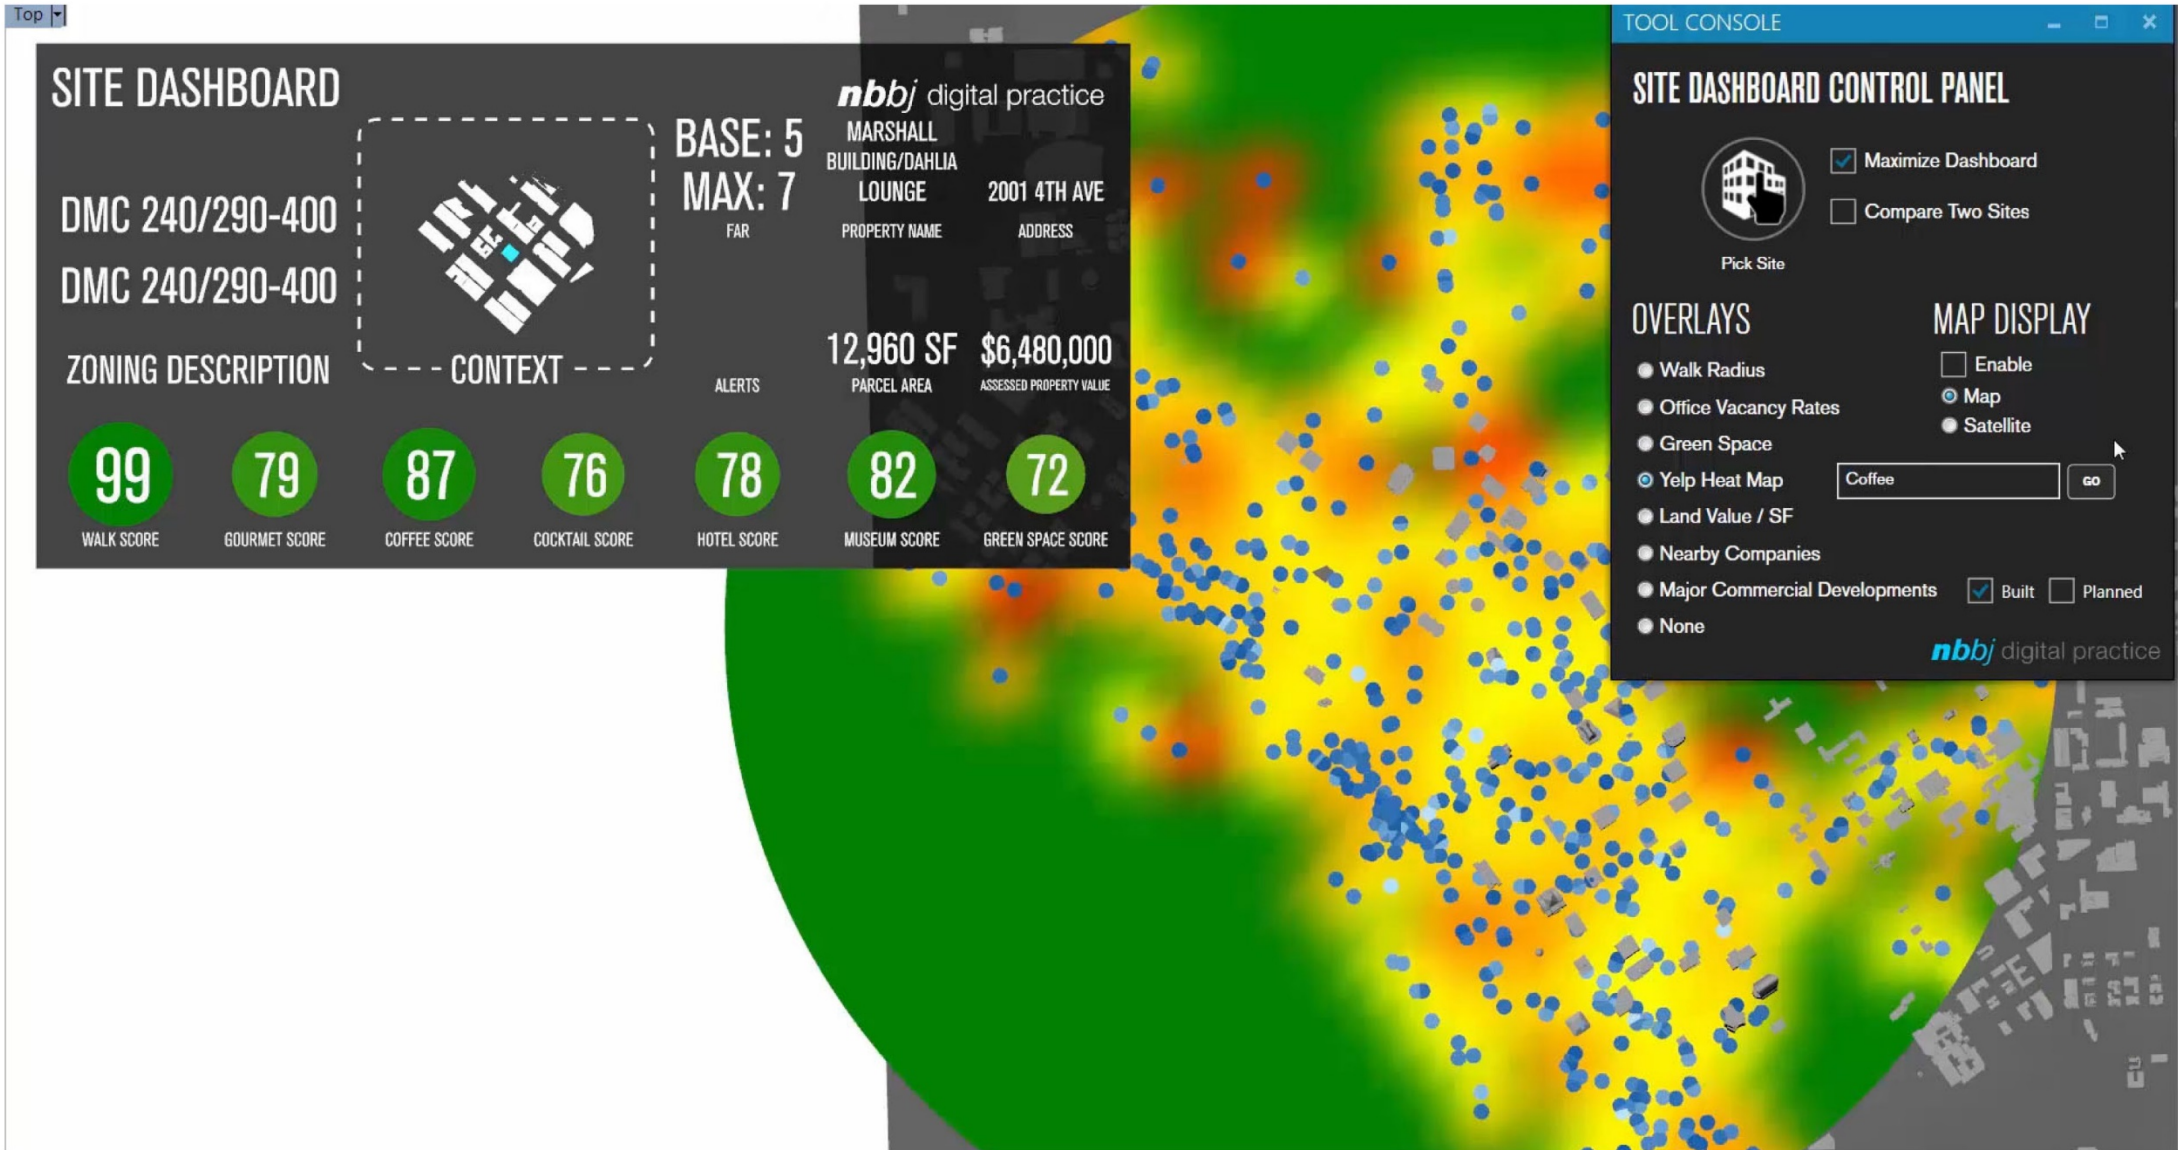 Top
SITE DASHBOARD
nbbj digital practice
DMC 240/290-400
DMC 240/290-400
ZONING DESCRIPTION
CONTEXT
BASE: 5
MAX: 7
FAR
ALERTS
MARSHALL
BUILDING/DAHLIA
LOUNGE
PROPERTY NAME
2001 4TH AVE
ADDRESS
12,960 SF
PARCEL AREA
$6,480,000
ASSESSED PROPERTY VALUE
99
WALK SCORE
79
GOURMET SCORE
87
COFFEE SCORE
76
COCKTAIL SCORE
78
HOTEL SCORE
82
MUSEUM SCORE
72
GREEN SPACE SCORE
TOOL CONSOLE
SITE DASHBOARD CONTROL PANEL
Pick Site
Maximize Dashboard
Compare Two Sites
OVERLAYS
Walk Radius
Office Vacancy Rates
Green Space
Yelp Heat Map
Coffee
GO
Land Value / SF
Nearby Companies
Major Commercial Developments
Built
Planned
None
MAP DISPLAY
Enable
Map
Satellite
nbbj digital practice